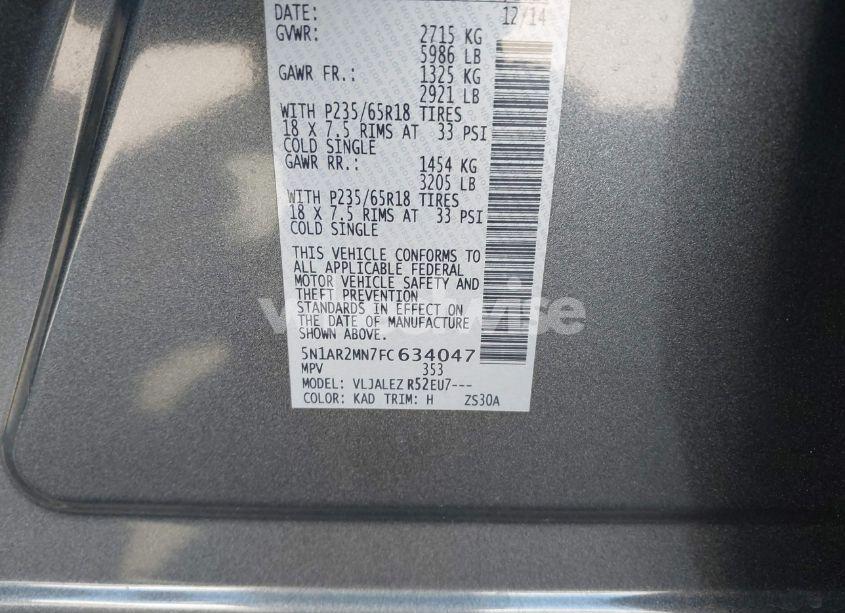 DATE: 12/14
GVWR: 2715 KG
5986 LB
GAWR FR.: 1325 KG
2921 LB
WITH P235/65R18 TIRES
18 X 7.5 RIMS AT 33 PSI
COLD SINGLE
GAWR RR.: 1454 KG
3205 LB
WITH P235/65R18 TIRES
18 X 7.5 RIMS AT 33 PSI
COLD SINGLE
THIS VEHICLE CONFORMS TO
ALL APPLICABLE FEDERAL
MOTOR VEHICLE SAFETY AND
THEFT PREVENTION
STANDARDS IN EFFECT ON
THE DATE OF MANUFACTURE
SHOWN ABOVE.
5N1AR2MN7FC634047
MPV 353
MODEL: VLJALEZ R52EU7---
COLOR: KAD TRIM: H ZS30A